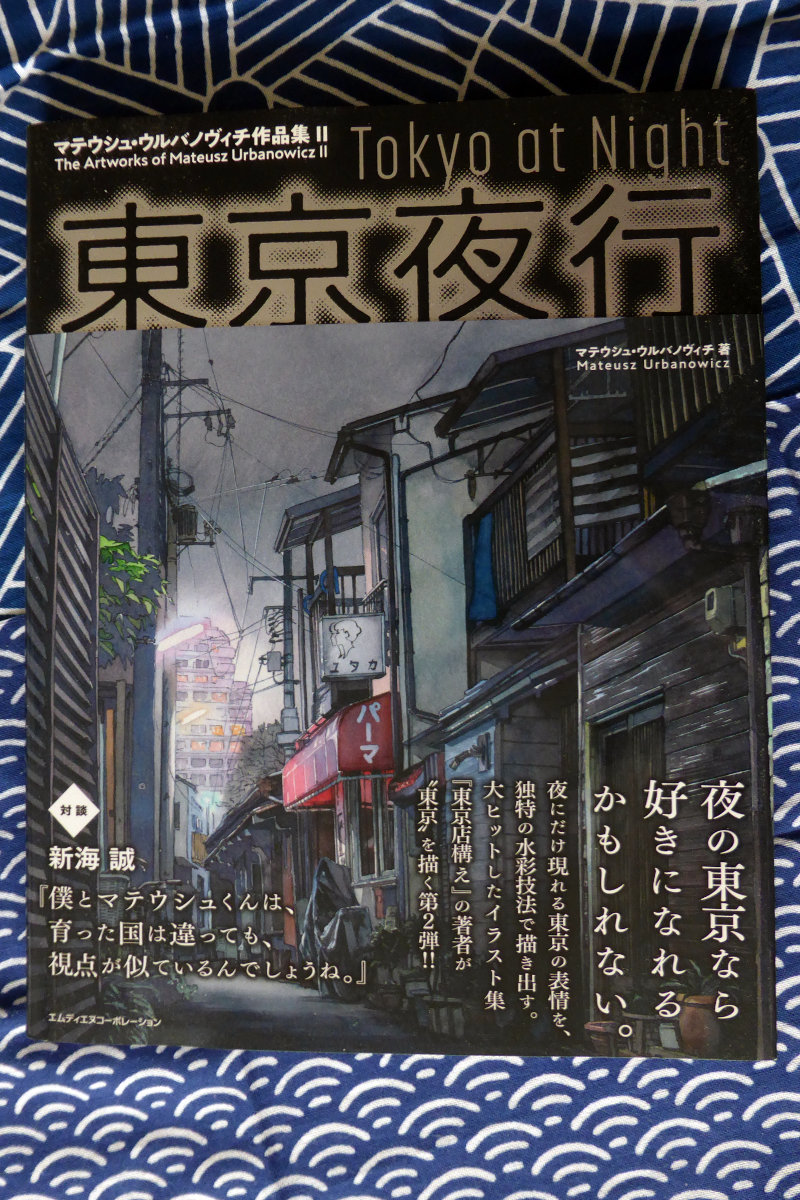 マテウシュ・ウルバノヴィチ作品集 II
The Artworks of Mateusz Urbanowicz II
Tokyo at Night
東京夜行
マテウシュ・ウルバノヴィチ 著
Mateusz Urbanowicz
ユタカ
パーマ
夜の東京なら
好きになれる
かもしれない。
夜にだけ現れる東京の表情を、
独特の水彩技法で描き出す。
大ヒットしたイラスト集
『東京店構え』の著者が
〝東京〟を描く第2弾!!
対談
新海 誠
『僕とマテウシュくんは、
育った国は違っても、
視点が似ているんでしょうね。』
エムディエヌコーポレーション